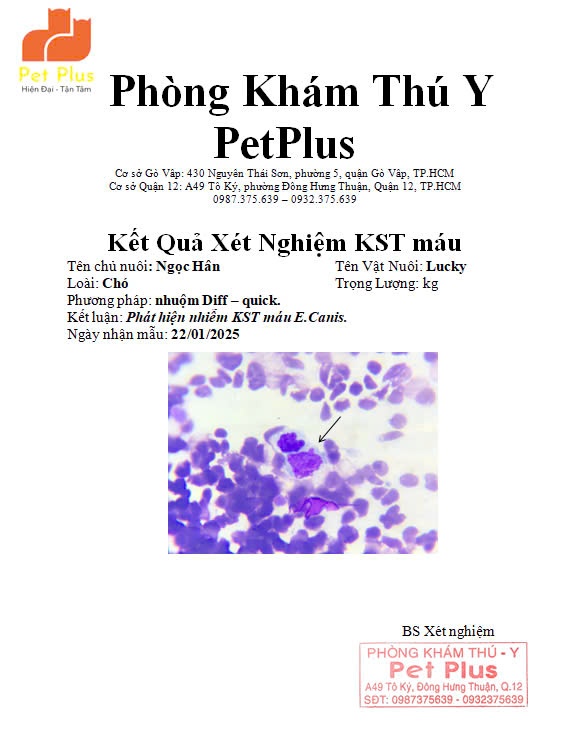 Pet Plus
Hiện Đại - Tận Tâm
Phòng Khám Thú Y
PetPlus
Cơ sở Gò Vấp: 430 Nguyễn Thái Sơn, phường 5, quận Gò Vấp, TP.HCM
Cơ sở Quận 12: A49 Tô Ký, phường Đông Hưng Thuận, Quận 12, TP.HCM
0987.375.639 – 0932.375.639
Kết Quả Xét Nghiệm KST máu
Tên chủ nuôi: Ngọc Hân Tên Vật Nuôi: Lucky
Loài: Chó Trọng Lượng: kg
Phương pháp: nhuộm Diff – quick.
Kết luận: Phát hiện nhiễm KST máu E.Canis.
Ngày nhận mẫu: 22/01/2025
BS Xét nghiệm
PHÒNG KHÁM THÚ - Y
Pet Plus
A49 Tô Ký, Đông Hưng Thuận, Q.12
SĐT: 0987375639 - 0932375639